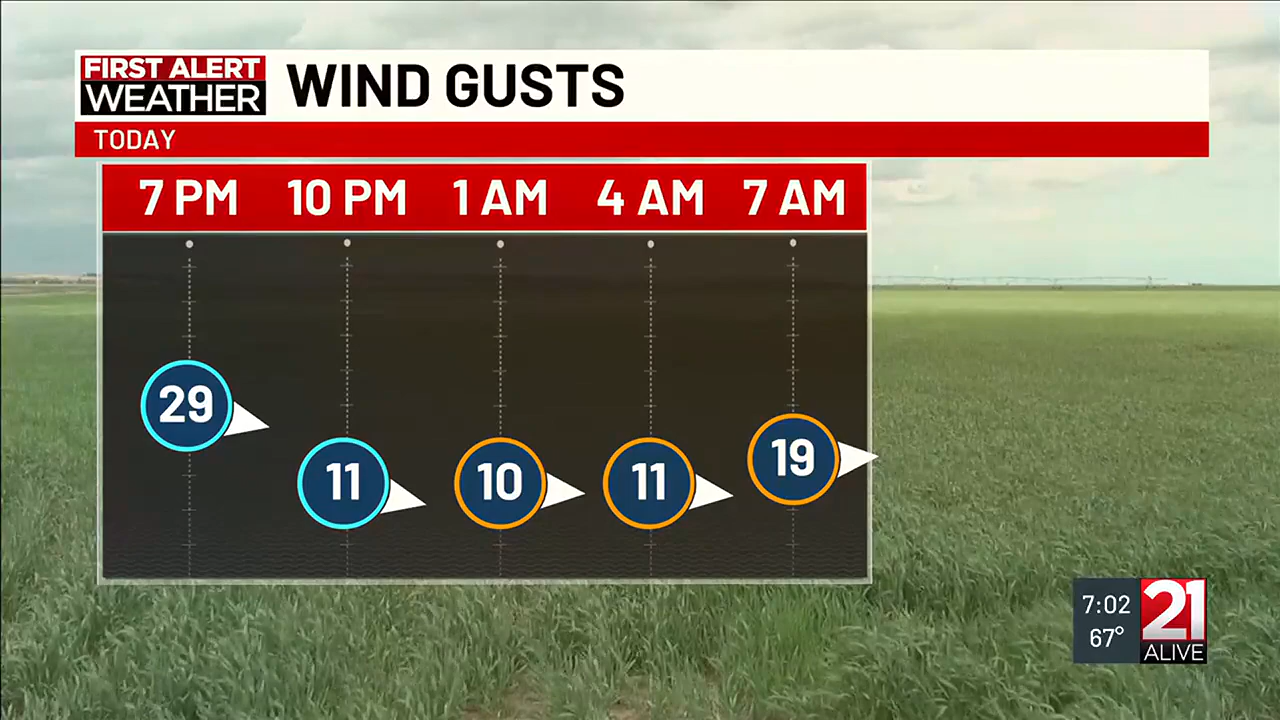 FIRST ALERT
WEATHER
WIND GUSTS
TODAY
7 PM 10 PM 1 AM 4 AM 7 AM
29
11 10 11 19
7:02
67°
21
ALIVE